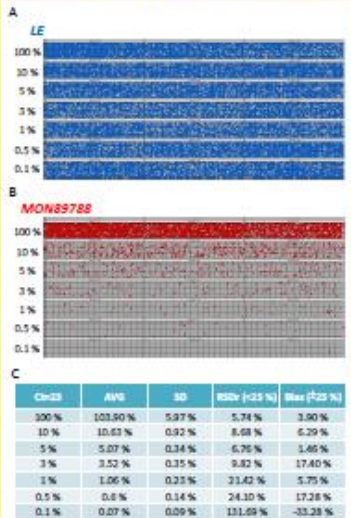 A
LE
100 %
10 %
5 %
3 %
1 %
0.5 %
0.1 %
B
MON89788
100 %
10 %
5 %
3 %
1 %
0.5 %
0.1 %
C
AVG SD RSDr (<25 %) Bias (±25 %)
100 % 103.90 % 5.97 % 5.74 % 3.90 %
10 % 10.63 % 0.92 % 8.68 % 6.29 %
5 % 5.07 % 0.34 % 6.76 % 1.46 %
3 % 3.52 % 0.35 % 9.82 % 17.40 %
1 % 1.06 % 0.23 % 21.42 % 5.75 %
0.5 % 0.6 % 0.14 % 24.10 % 17.28 %
0.1 % 0.07 % 0.09 % 131.69 % -33.28 %